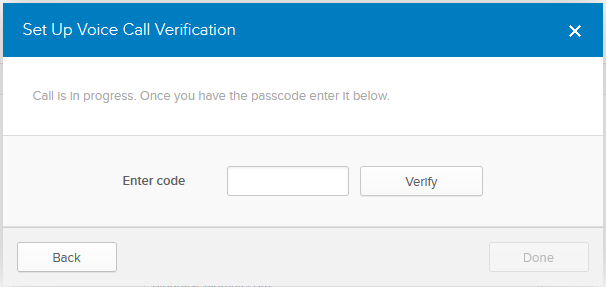 Set Up Voice Call Verification
Call is in progress. Once you have the passcode enter it below.
Enter code
Verify
Back
Done